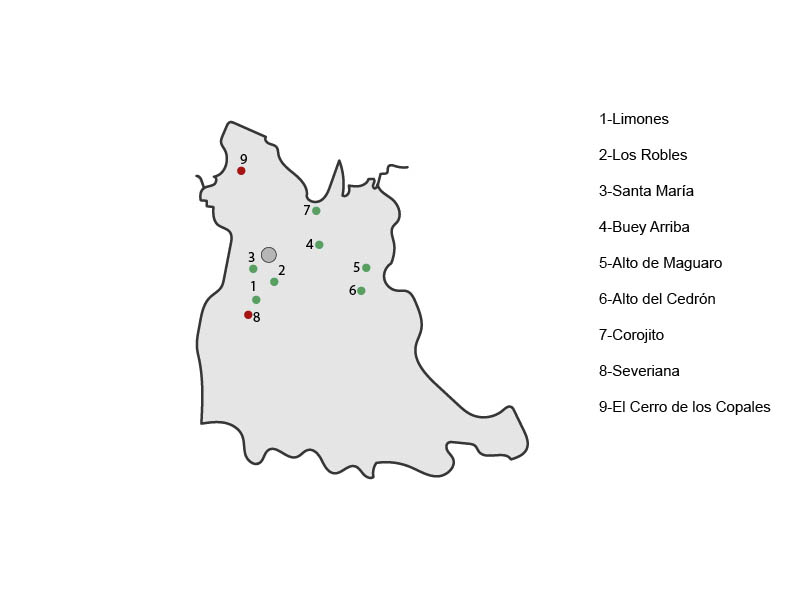 1-Limones
2-Los Robles
3-Santa María
4-Buey Arriba
5-Alto de Maguaro
6-Alto del Cedrón
7-Corojito
8-Severiana
9-El Cerro de los Copales
9
7
4
3
2
5
1
6
8